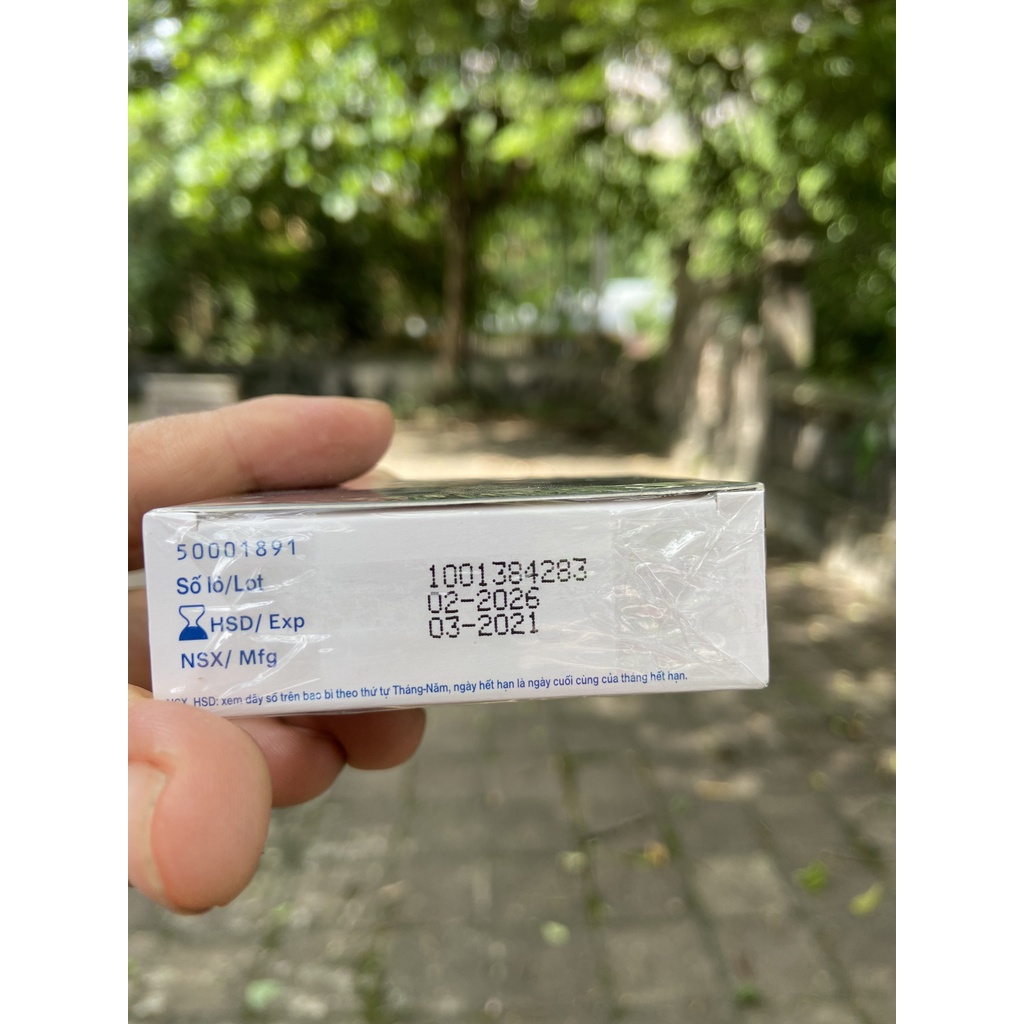 50001891
Số lô/Lot
1001384283
HSD/ Exp
02-2026
NSX/ Mfg
03-2021
HSD: xem dãy số trên bao bì theo thứ tự Tháng-Năm, ngày hết hạn là ngày cuối cùng của tháng hết hạn.